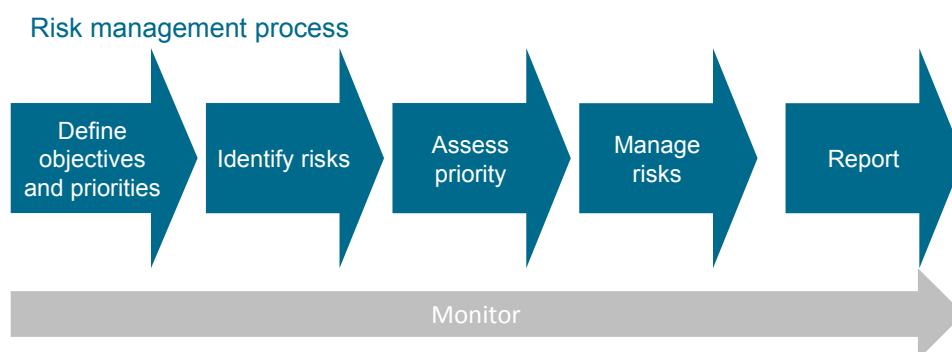 Risk management process
Define
objectives
and priorities
Identify risks
Assess
priority
Manage
risks
Report
Monitor